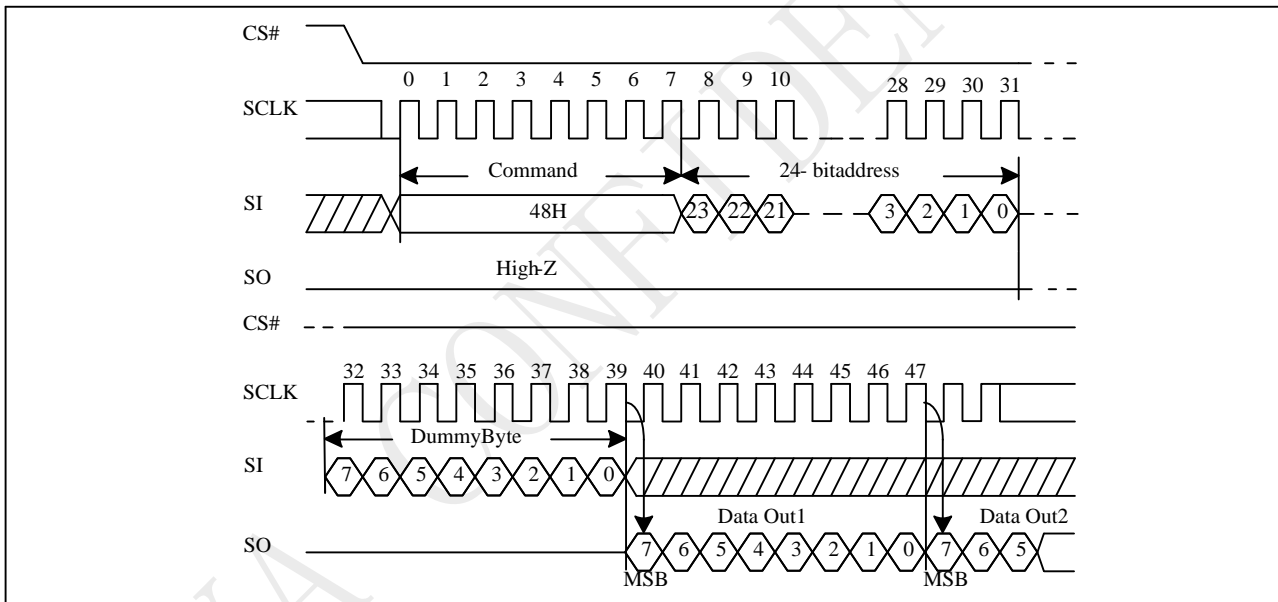 CS#
0 1 2 3 4 5 6 7 8 9 10 28 29 30 31
SCLK
Command 24- bitaddress
SI 48H 23 22 21 3 2 1 0
High-Z
SO
CS#
32 33 34 35 36 37 38 39 40 41 42 43 44 45 46 47
SCLK
DummyByte
SI 7 6 5 4 3 2 1 0
Data Out1 Data Out2
SO 7 6 5 4 3 2 1 0 7 6 5
MSB MSB
CONFIDEN